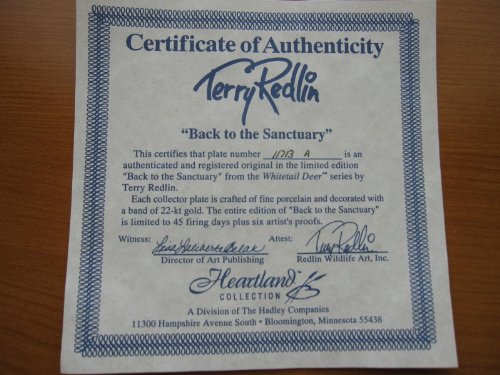 Certificate of Authenticity
Terry Redlin
"Back to the Sanctuary"
This certifies that plate number 11213 A is an
authenticated and registered original in the limited edition
"Back to the Sanctuary" from the Whitetail Deer™ series by
Terry Redlin.
Each collector plate is crafted of fine porcelain and decorated with
a band of 22-kt gold. The entire edition of "Back to the Sanctuary"
is limited to 45 firing days plus six artist's proofs.
Witness: Attest: Terry Redlin
Director of Art Publishing Redlin Wildlife Art, Inc.
Heartland™
COLLECTION
A Division of The Hadley Companies
11300 Hampshire Avenue South • Bloomington, Minnesota 55438